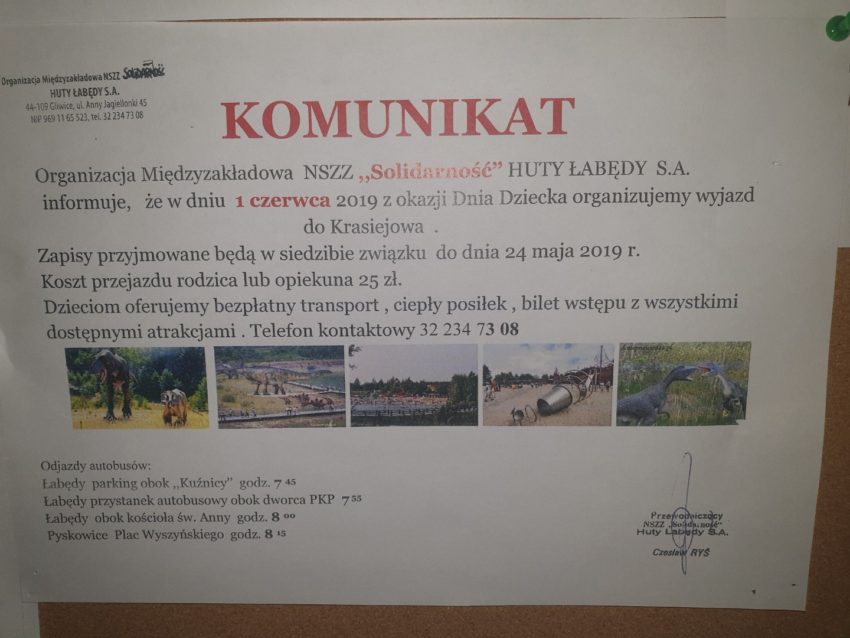 Organizacja Międzyzakładowa NSZZ Solidarność
HUTY ŁABĘDY S.A.
44-109 Gliwice, ul. Anny Jagiellonki 45
NIP 969 11 65 523, tel. 32 234 73 08
KOMUNIKAT
Organizacja Międzyzakładowa NSZZ ,,Solidarność” HUTY ŁABĘDY S.A.
informuje, że w dniu 1 czerwca 2019 z okazji Dnia Dziecka organizujemy wyjazd
do Krasiejowa .
Zapisy przyjmowane będą w siedzibie związku do dnia 24 maja 2019 r.
Koszt przejazdu rodzica lub opiekuna 25 zł.
Dzieciom oferujemy bezpłatny transport , ciepły posiłek , bilet wstępu z wszystkimi
dostępnymi atrakcjami . Telefon kontaktowy 32 234 73 08
Odjazdy autobusów:
Łabędy parking obok ,,Kuźnicy” godz. 7 45
Łabędy przystanek autobusowy obok dworca PKP 7 55
Łabędy obok kościoła św. Anny godz. 8 00
Pyskowice Plac Wyszyńskiego godz. 8 15
Przewodniczący
NSZZ „Solidarność”
Huty Łabędy S.A.
Czesław RYŚ